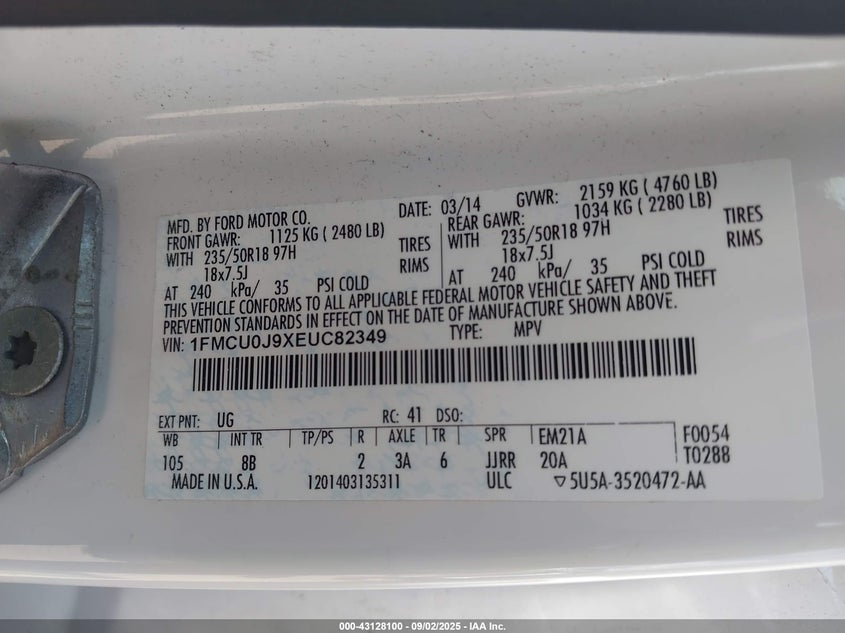 MFD. BY FORD MOTOR CO. DATE: 03/14 GVWR: 2159 KG ( 4760 LB)
FRONT GAWR: 1125 KG ( 2480 LB) REAR GAWR: 1034 KG ( 2280 LB)
WITH 235/50R18 97H TIRES WITH 235/50R18 97H TIRES
18x7.5J RIMS 18x7.5J RIMS
AT 240 kPa/ 35 PSI COLD AT 240 kPa/ 35 PSI COLD
THIS VEHICLE CONFORMS TO ALL APPLICABLE FEDERAL MOTOR VEHICLE SAFETY AND THEFT
PREVENTION STANDARDS IN EFFECT ON THE DATE OF MANUFACTURE SHOWN ABOVE.
VIN: 1FMCU0J9XEUC82349 TYPE: MPV
EXT PNT: UG RC: 41 DSO:
WB INT TR TP/PS R AXLE TR SPR EM21A F0054
105 8B 2 3A 6 JJRR 20A T0288
MADE IN U.S.A. 1201403135311 ULC ▽5U5A-3520472-AA
000-43128100 - 09/02/2025 - IAA Inc.